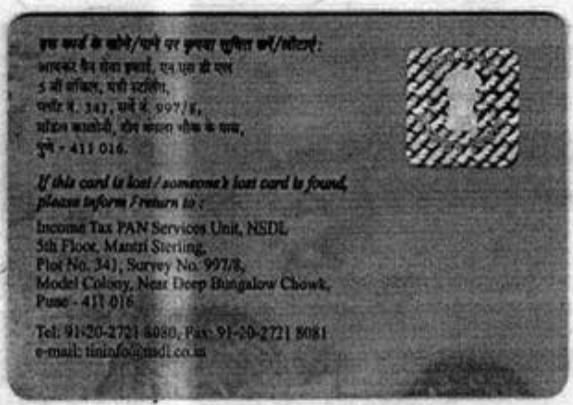 इस कार्ड के खोने/पाने पर कृपया सूचित करें/लौटाएं :
आयकर पैन सेवा इकाई, एन एस डी एल
5 वीं मंजिल, मंत्री स्टर्लिंग,
प्लॉट नं. 341, सर्वे नं. 997/8,
मॉडल कालोनी, दीप बंगला चौक के पास,
पुणे - 411 016.
If this card is lost / someone's lost card is found,
please inform / return to :
Income Tax PAN Services Unit, NSDL
5th Floor, Mantri Sterling,
Plot No. 341, Survey No. 997/8,
Model Colony, Near Deep Bungalow Chowk,
Pune - 411 016
Tel: 91-20-2721 8080, Fax: 91-20-2721 8081
e-mail: tininfo@nsdl.co.in